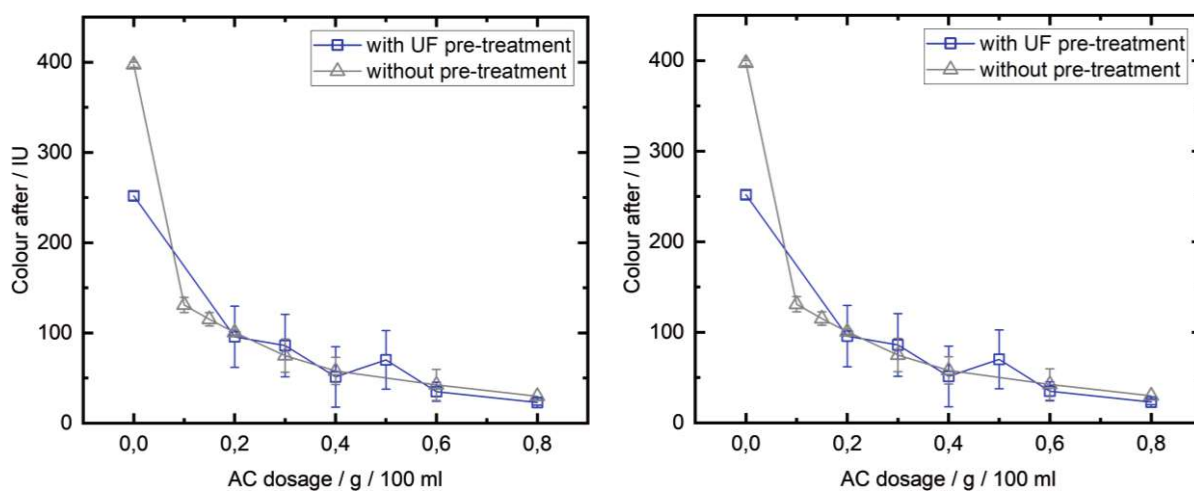 with UF pre-treatment
without pre-treatment
400
300
200
100
0
Colour after / IU
0,0
0,2
0,4
0,6
0,8
AC dosage / g / 100 ml
with UF pre-treatment
without pre-treatment
400
300
200
100
0
Colour after / IU
0,0
0,2
0,4
0,6
0,8
AC dosage / g / 100 ml